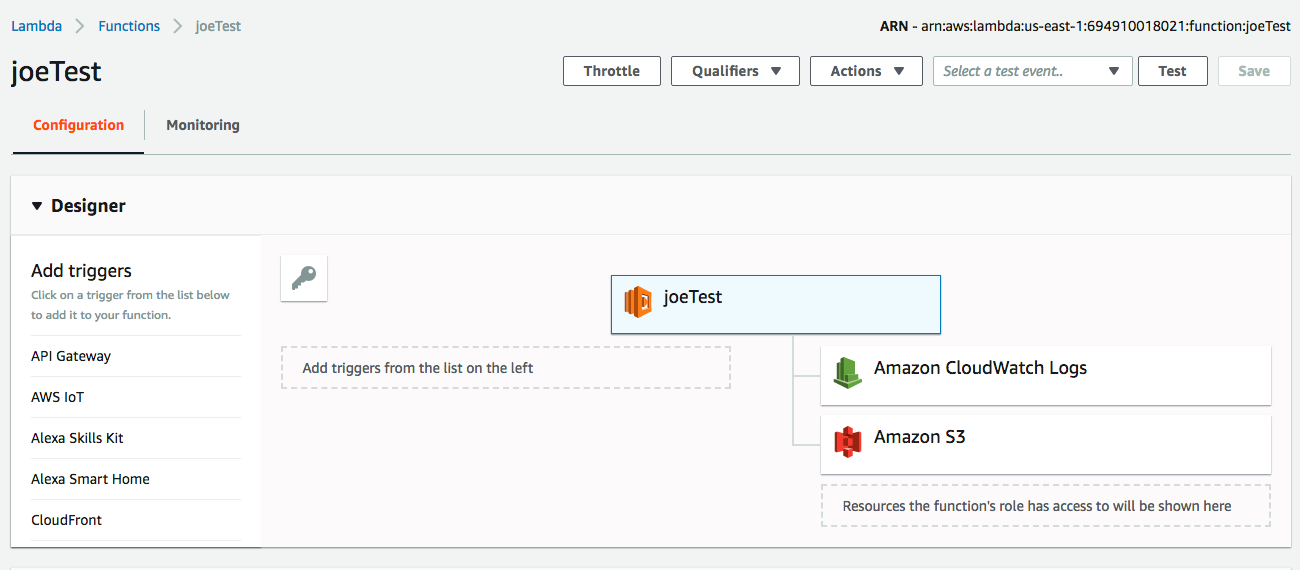 Lambda Functions joeTest
ARN - arn:aws:lambda:us-east-1:694910018021:function:joeTest
joeTest
Throttle Qualifiers Actions Select a test event.. Test Save
Configuration Monitoring
Designer
Add triggers
Click on a trigger from the list below
to add it to your function.
API Gateway
AWS IoT
Alexa Skills Kit
Alexa Smart Home
CloudFront
joeTest
Add triggers from the list on the left
Amazon CloudWatch Logs
Amazon S3
Resources the function's role has access to will be shown here